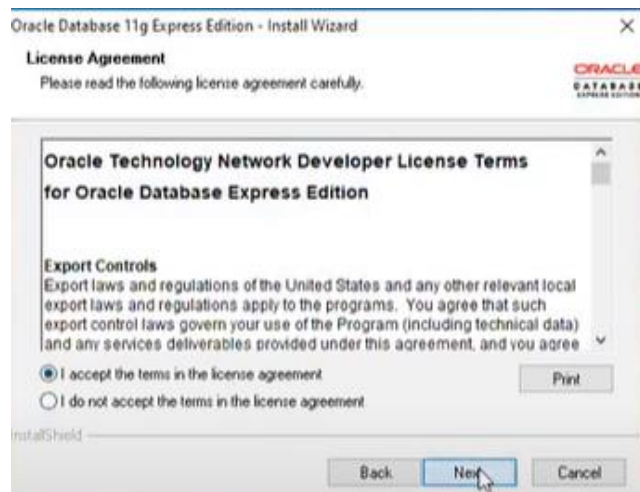 Oracle Database 11g Express Edition - Install Wizard
License Agreement
Please read the following license agreement carefully.
ORACLE
DATABASE
EXPRESS EDITION
Oracle Technology Network Developer License Terms
for Oracle Database Express Edition
Export Controls
Export laws and regulations of the United States and any other relevant local
export laws and regulations apply to the programs. You agree that such
export control laws govern your use of the Program (including technical data)
and any services deliverables provided under this agreement, and you agree
I accept the terms in the license agreement
Print
I do not accept the terms in the license agreement
InstallShield
Back
Next
Cancel